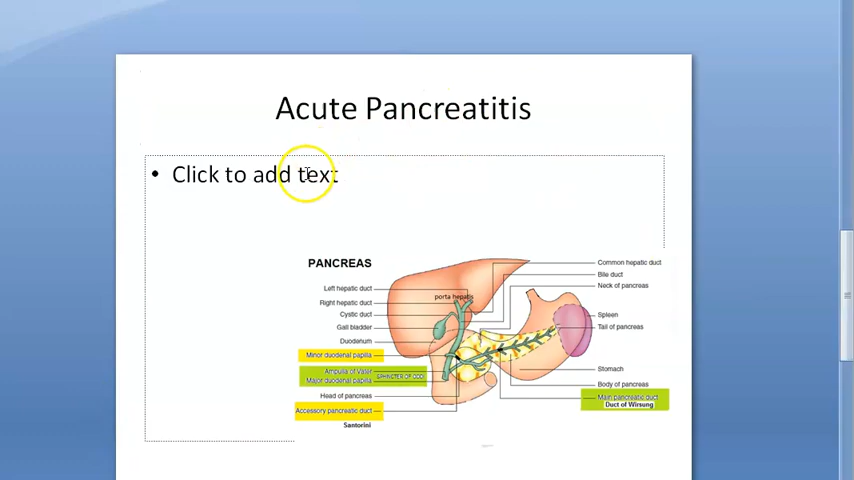 Acute Pancreatitis
• Click to add text
PANCREAS
Left hepatic duct
porta hepatis
Right hepatic duct
Cystic duct
Gall bladder
Duodenum
Minor duodenal papilla
Ampulla of Vater
SPHINCTER OF ODDI
Major duodenal papilla
Head of pancreas
Accessory pancreatic duct
Santorini
Common hepatic duct
Bile duct
Neck of pancreas
Spleen
Tail of pancreas
Stomach
Body of pancreas
Main pancreatic duct
Duct of Wirsung